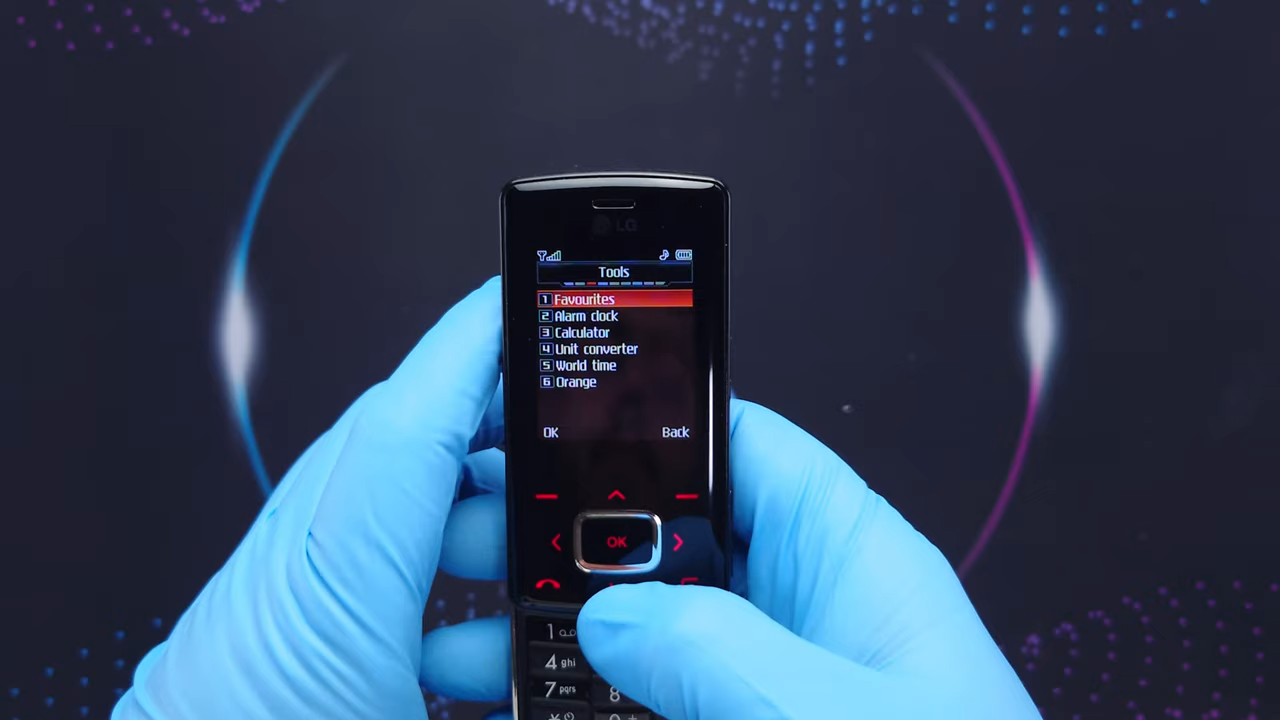 LG
Tools
1 Favourites
2 Alarm clock
3 Calculator
4 Unit converter
5 World time
6 Orange
OK Back
OK
1
4 ghi
7 pqrs 8